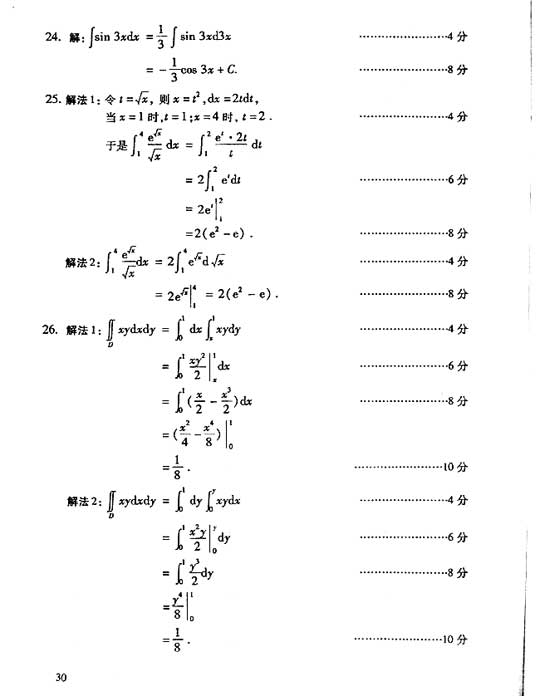 24. 解: ∫sin 3xdx = 1/3 ∫ sin 3xd3x ……………………4 分
= - 1/3 cos 3x + C. ……………………8 分
25. 解法1: 令 t = √x, 则 x = t², dx = 2tdt,
当 x = 1 时, t = 1; x = 4 时, t = 2. ……………………4 分
于是 ∫₁⁴ e^√x/√x dx = ∫₁² e^t · 2t/t dt
= 2∫₁² e^t dt ……………………6 分
= 2e^t |₁²
= 2(e² - e). ……………………8 分
解法2: ∫₁⁴ e^√x/√x dx = 2∫₁⁴ e^√x d√x ……………………4 分
= 2e^√x |₁⁴ = 2(e² - e). ……………………8 分
26. 解法1: ∬_D xydxdy = ∫₀¹ dx ∫ₓ¹ xydy ……………………4 分
= ∫₀¹ xy²/2 |ₓ¹ dx ……………………6 分
= ∫₀¹ (x/2 - x³/2)dx ……………………8 分
= (x²/4 - x⁴/8) |₀¹
= 1/8. ……………………10 分
解法2: ∬_D xydxdy = ∫₀¹ dy ∫₀^y xydx ……………………4 分
= ∫₀¹ x²y/2 |₀^y dy ……………………6 分
= ∫₀¹ y³/2 dy ……………………8 分
= y⁴/8 |₀¹
= 1/8. ……………………10 分
30